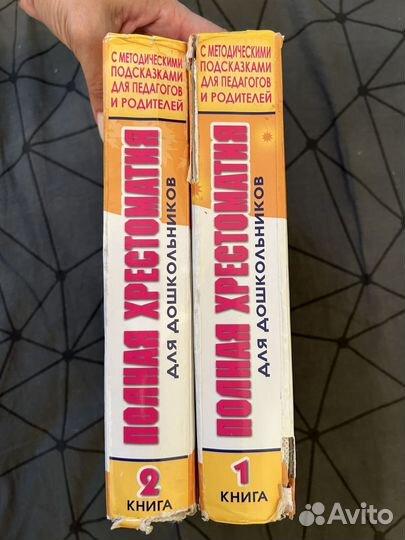 С МЕТОДИЧЕСКИМИ
ПОДСКАЗКАМИ
ДЛЯ ПЕДАГОГОВ
И РОДИТЕЛЕЙ
ПОЛНАЯ ХРЕСТОМАТИЯ
ДЛЯ ДОШКОЛЬНИКОВ
2
КНИГА
С МЕТОДИЧЕСКИМИ
ПОДСКАЗКАМИ
ДЛЯ ПЕДАГОГОВ
И РОДИТЕЛЕЙ
ПОЛНАЯ ХРЕСТОМАТИЯ
ДЛЯ ДОШКОЛЬНИКОВ
1
КНИГА
Avito